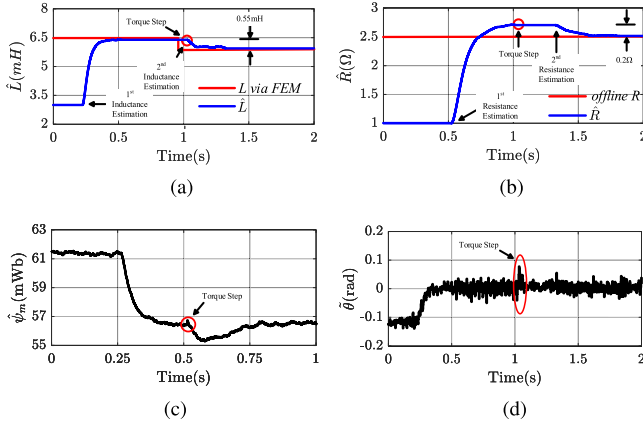 0.55mH
Torque Step
6.5
5
3.5
2
L̂(mH)
2nd
Inductance
Estimation
1st
Inductance
Estimation
L via FEM
L̂
0 0.5 1 1.5 2
Time(s)
(a)
3
2.5
2
1.5
1
R̂(Ω)
Torque Step
2nd
Resistance
Estimation
0.2Ω
1st
Resistance
Estimation
offline R
R̂
0 0.5 1 1.5 2
Time(s)
(b)
63
61
59
57
55
ψ̂m(mWb)
Torque Step
0 0.25 0.5 0.75 1
Time(s)
(c)
0.2
0.1
0
-0.1
-0.2
θ̃(rad)
Torque Step
0 0.5 1 1.5 2
Time(s)
(d)